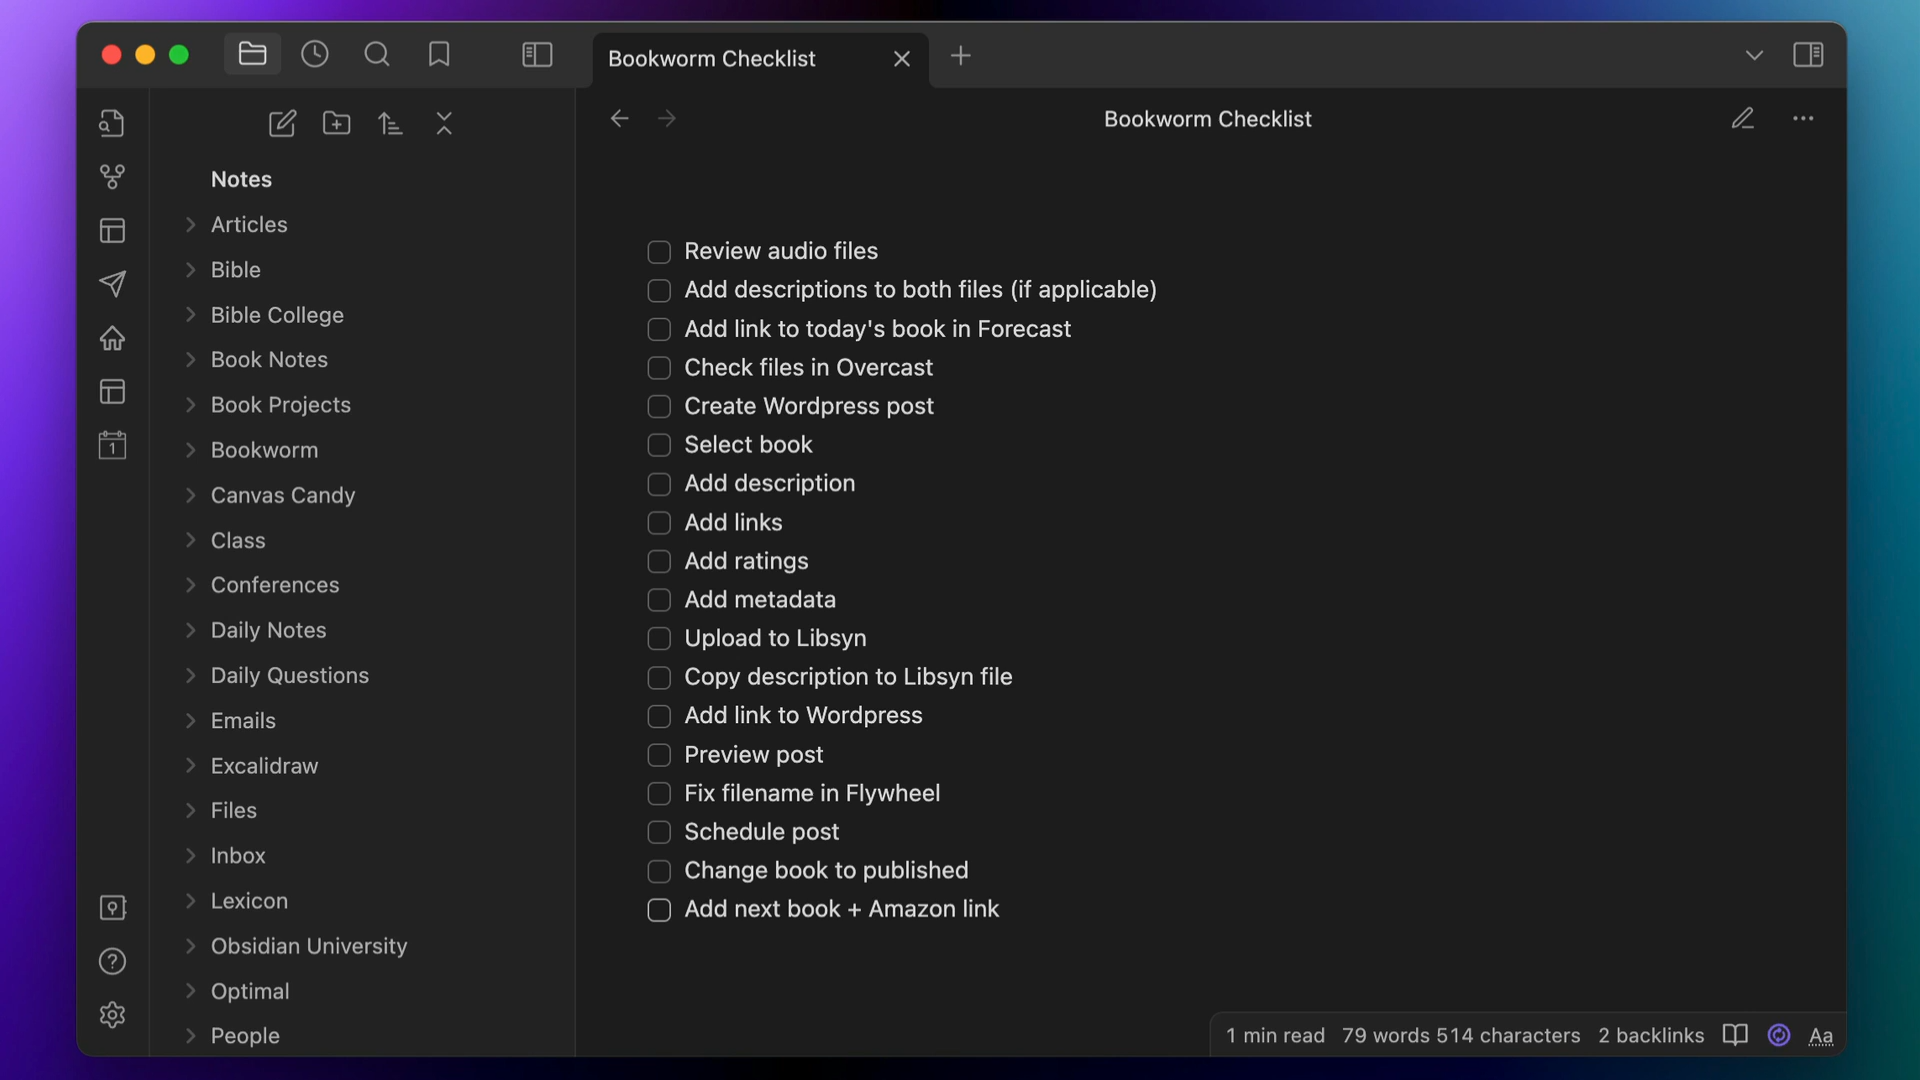 Bookworm Checklist
Bookworm Checklist
Notes
Articles
Bible
Bible College
Book Notes
Book Projects
Bookworm
Canvas Candy
Class
Conferences
Daily Notes
Daily Questions
Emails
Excalidraw
Files
Inbox
Lexicon
Obsidian University
Optimal
People
1
Review audio files
Add descriptions to both files (if applicable)
Add link to today's book in Forecast
Check files in Overcast
Create Wordpress post
Select book
Add description
Add links
Add ratings
Add metadata
Upload to Libsyn
Copy description to Libsyn file
Add link to Wordpress
Preview post
Fix filename in Flywheel
Schedule post
Change book to published
Add next book + Amazon link
1 min read 79 words 514 characters 2 backlinks Aa